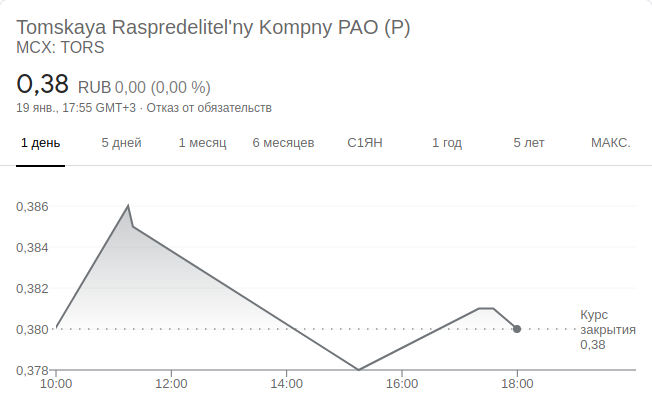 Tomskaya Raspredelitel'ny Kompny PAO (P)
MCX: TORS
0,38 RUB 0,00 (0,00 %)
19 янв., 17:55 GMT+3 · Отказ от обязательств
1 день 5 дней 1 месяц 6 месяцев С1ЯН 1 год 5 лет МАКС.
0,386
0,384
0,382
0,380
0,378
Курс
закрытия
0,38
10:00 12:00 14:00 16:00 18:00